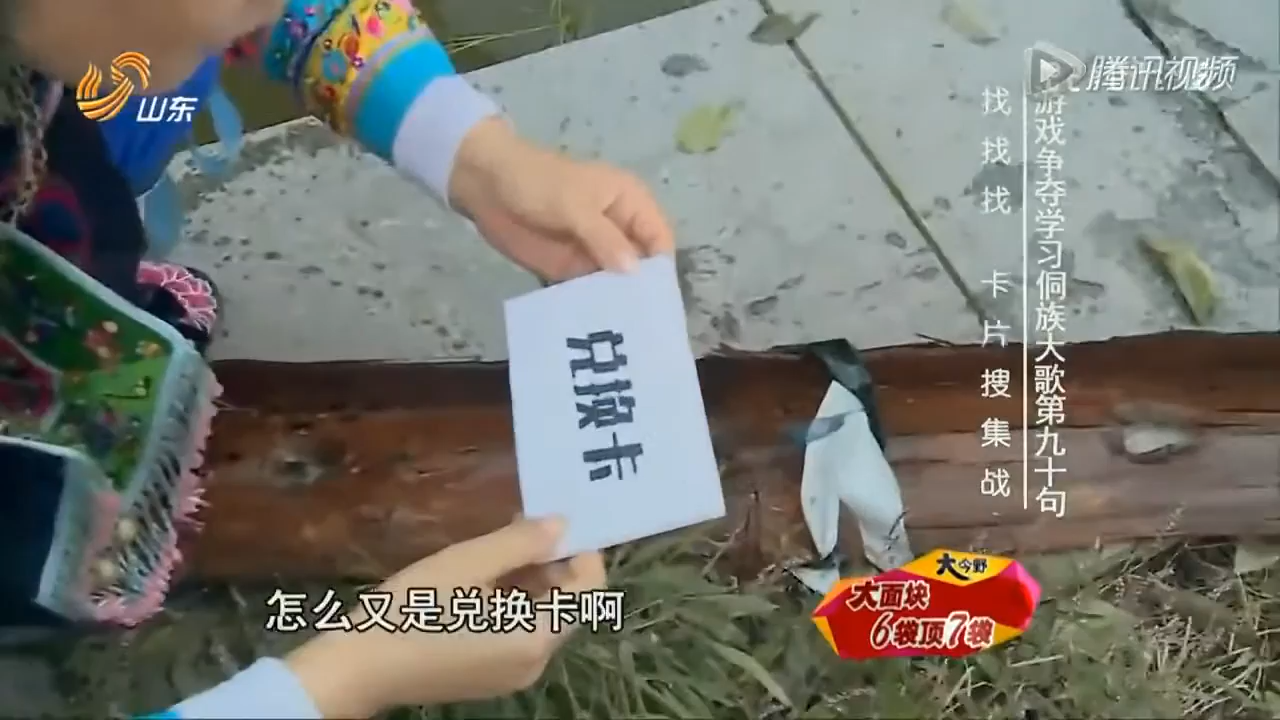 山东
腾讯视频
游戏争夺学习侗族大歌第九十句
找找找 卡片搜集战
兑换卡
怎么又是兑换卡啊
大今野
大面块
6袋顶7袋